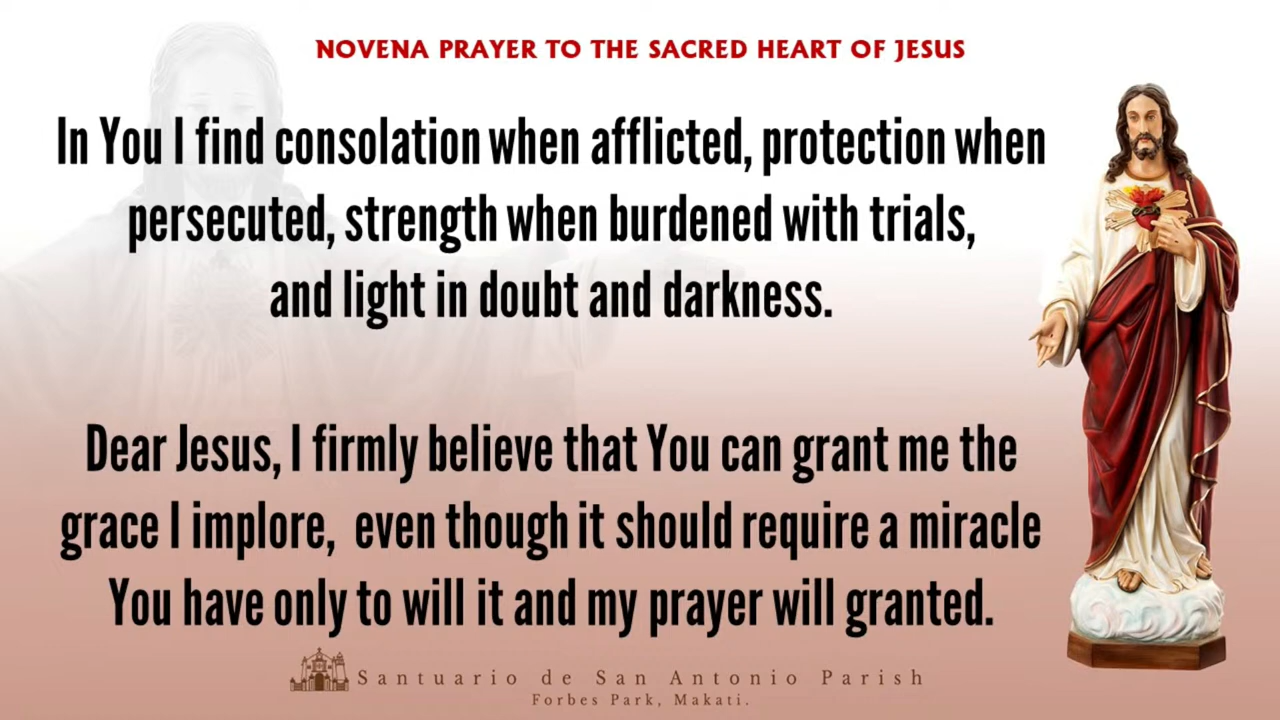 NOVENA PRAYER TO THE SACRED HEART OF JESUS
In You I find consolation when afflicted, protection when
persecuted, strength when burdened with trials,
and light in doubt and darkness.
Dear Jesus, I firmly believe that You can grant me the
grace I implore, even though it should require a miracle
You have only to will it and my prayer will granted.
Santuario de San Antonio Parish
Forbes Park, Makati.